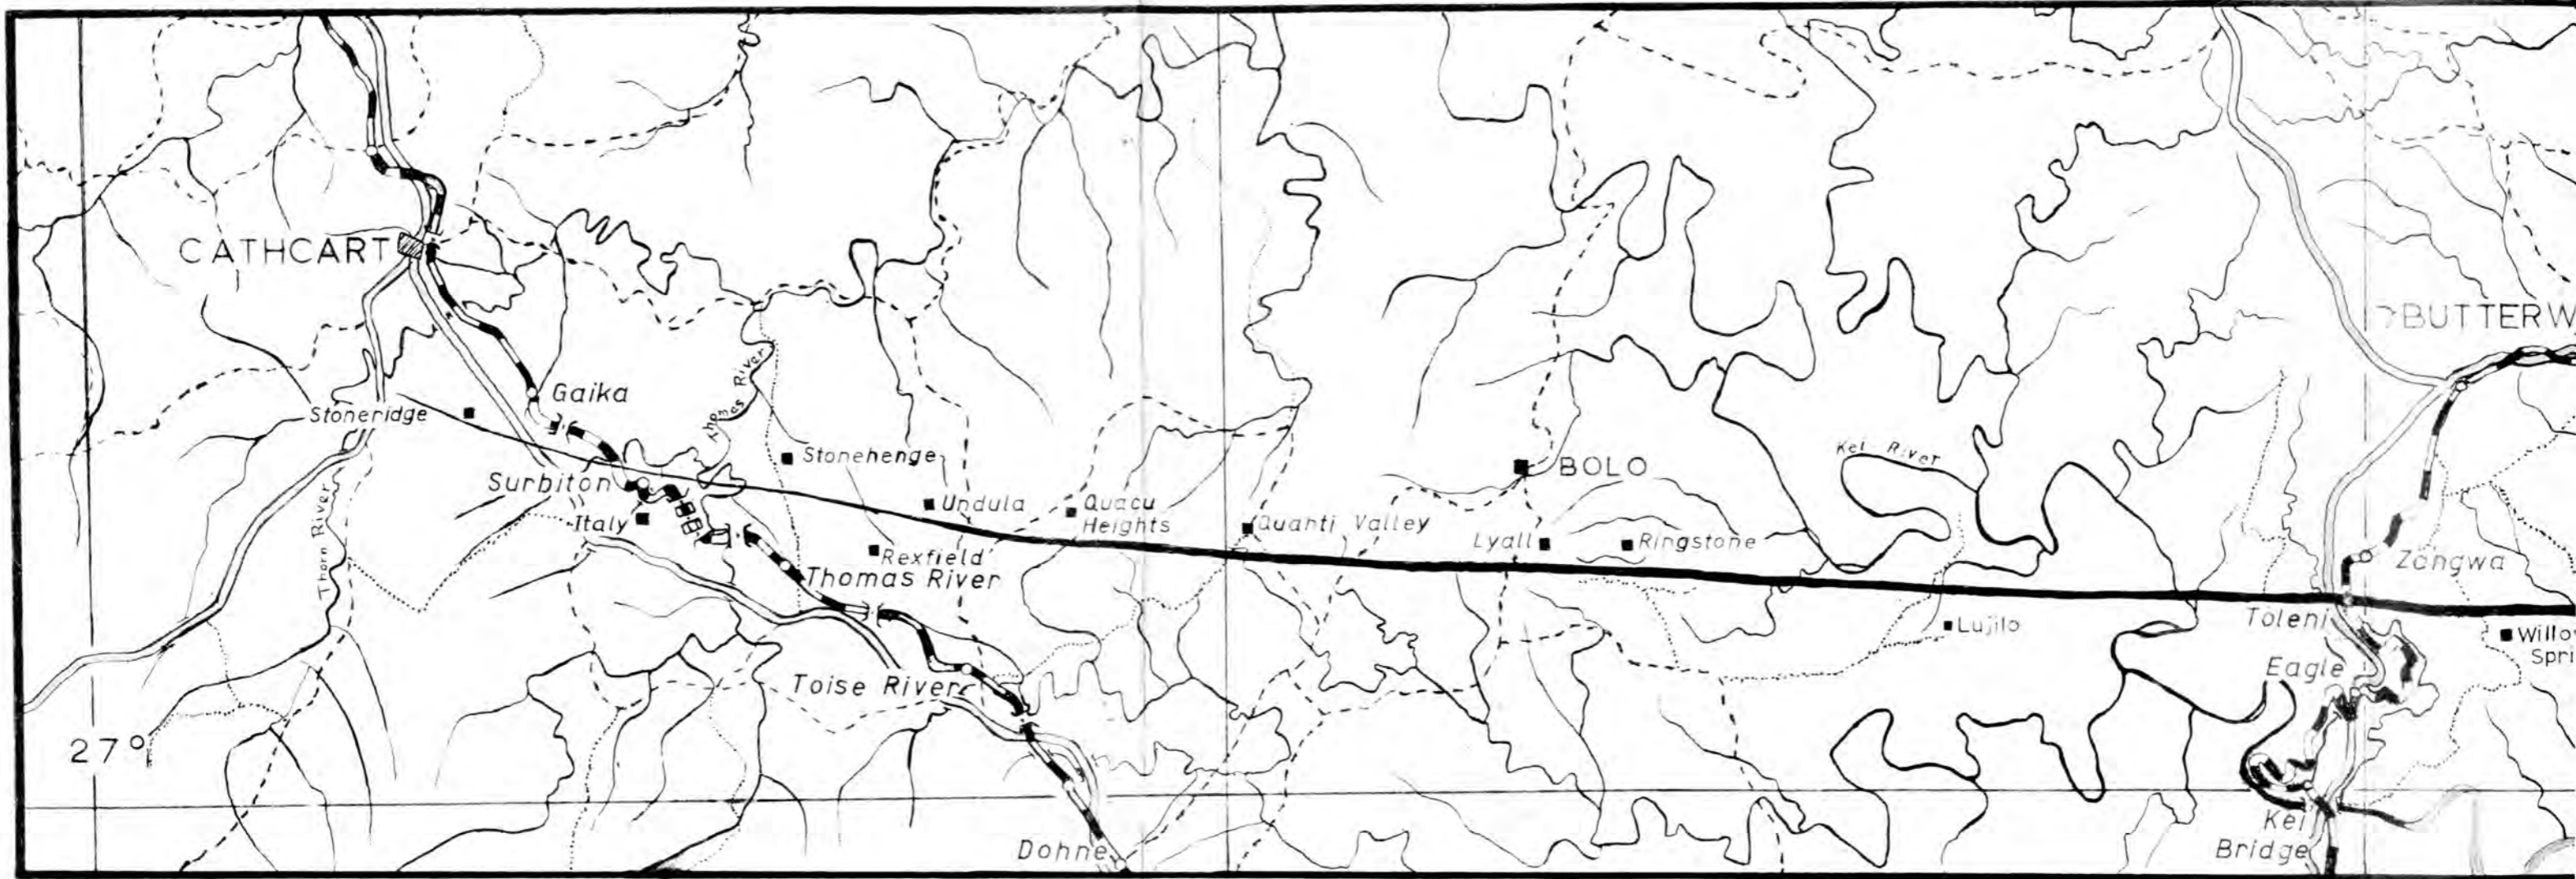 CATHCART
BUTTERW
Gaika
Thomas River
Stoneridge
Stonehenge
Kei River
BOLO
Surbiton
Undula
Quacu
Heights
Italy
Quanti Valley
Thorn River
Lyall
Ringstone
Rexfield
Zangwa
Thomas River
Toleni
Lujilo
Willo
Spri
Eagle
Toise River
27°
Kei
Bridge
Dohne